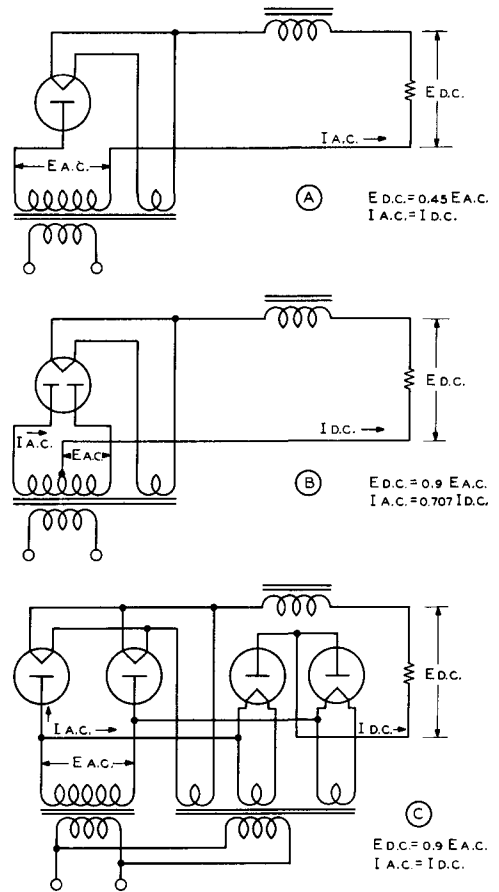 E D.C.
I A.C.
E A.C.
A
E D.C. = 0.45 E A.C.
I A.C. = I D.C.
E D.C.
I A.C.
I D.C.
E A.C.
B
E D.C. = 0.9 E A.C.
I A.C. = 0.707 I D.C.
E D.C.
I A.C.
I D.C.
E A.C.
C
E D.C. = 0.9 E A.C.
I A.C. = I D.C.